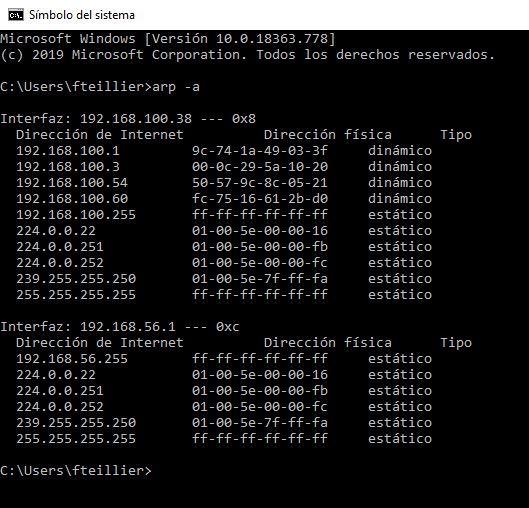 Símbolo del sistema
Microsoft Windows [Versión 10.0.18363.778]
(c) 2019 Microsoft Corporation. Todos los derechos reservados.
C:\Users\fteillier>arp -a
Interfaz: 192.168.100.38 --- 0x8
Dirección de Internet Dirección física Tipo
192.168.100.1 9c-74-1a-49-03-3f dinámico
192.168.100.3 00-0c-29-5a-10-20 dinámico
192.168.100.54 50-57-9c-8c-05-21 dinámico
192.168.100.60 fc-75-16-61-2b-d0 dinámico
192.168.100.255 ff-ff-ff-ff-ff-ff estático
224.0.0.22 01-00-5e-00-00-16 estático
224.0.0.251 01-00-5e-00-00-fb estático
224.0.0.252 01-00-5e-00-00-fc estático
239.255.255.250 01-00-5e-7f-ff-fa estático
255.255.255.255 ff-ff-ff-ff-ff-ff estático
Interfaz: 192.168.56.1 --- 0xc
Dirección de Internet Dirección física Tipo
192.168.56.255 ff-ff-ff-ff-ff-ff estático
224.0.0.22 01-00-5e-00-00-16 estático
224.0.0.251 01-00-5e-00-00-fb estático
224.0.0.252 01-00-5e-00-00-fc estático
239.255.255.250 01-00-5e-7f-ff-fa estático
255.255.255.255 ff-ff-ff-ff-ff-ff estático
C:\Users\fteillier>